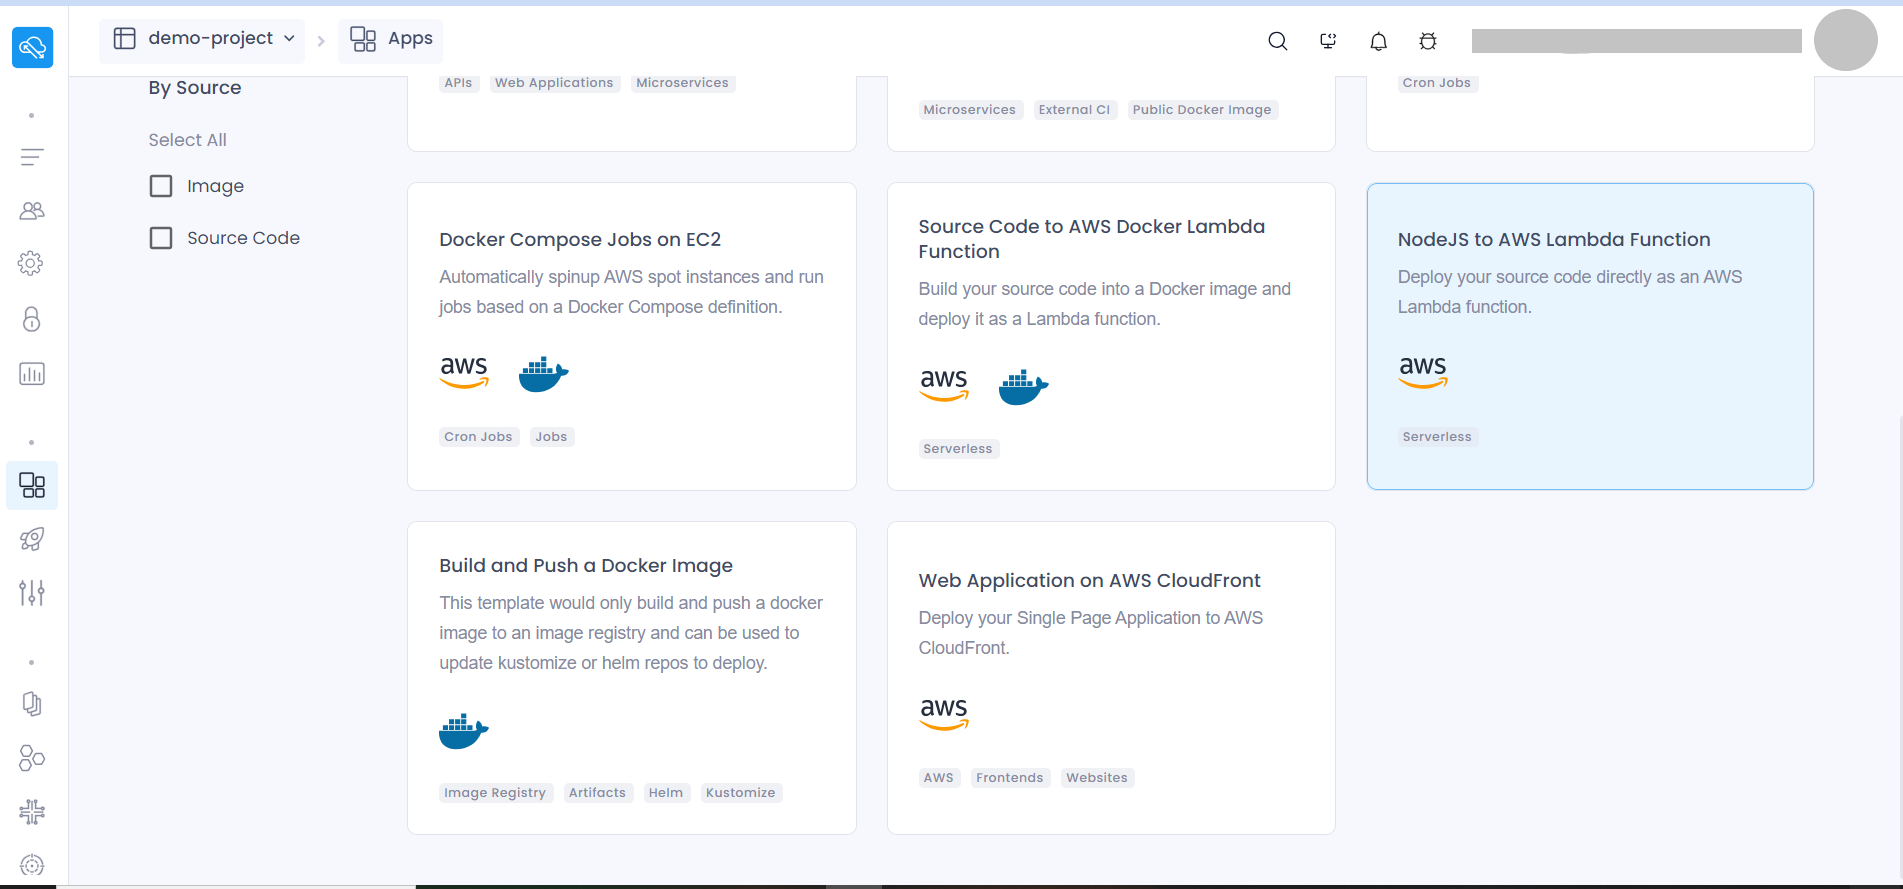 demo-project
Apps
By Source
Select All
Image
Source Code
APIs Web Applications Microservices
Microservices External CI Public Docker Image
Cron Jobs
Docker Compose Jobs on EC2
Automatically spinup AWS spot instances and run
jobs based on a Docker Compose definition.
aws
Cron Jobs Jobs
Source Code to AWS Docker Lambda
Function
Build your source code into a Docker image and
deploy it as a Lambda function.
aws
Serverless
NodeJS to AWS Lambda Function
Deploy your source code directly as an AWS
Lambda function.
aws
Serverless
Build and Push a Docker Image
This template would only build and push a docker
image to an image registry and can be used to
update kustomize or helm repos to deploy.
Image Registry Artifacts Helm Kustomize
Web Application on AWS CloudFront
Deploy your Single Page Application to AWS
CloudFront.
aws
AWS Frontends Websites